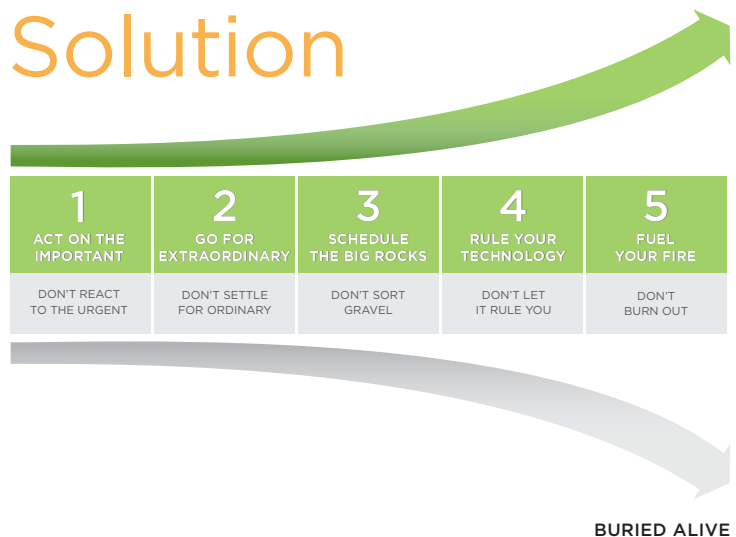 Solution
1
ACT ON THE
IMPORTANT
DON'T REACT
TO THE URGENT
2
GO FOR
EXTRAORDINARY
DON'T SETTLE
FOR ORDINARY
3
SCHEDULE
THE BIG ROCKS
DON'T SORT
GRAVEL
4
RULE YOUR
TECHNOLOGY
DON'T LET
IT RULE YOU
5
FUEL
YOUR FIRE
DON'T
BURN OUT
BURIED ALIVE